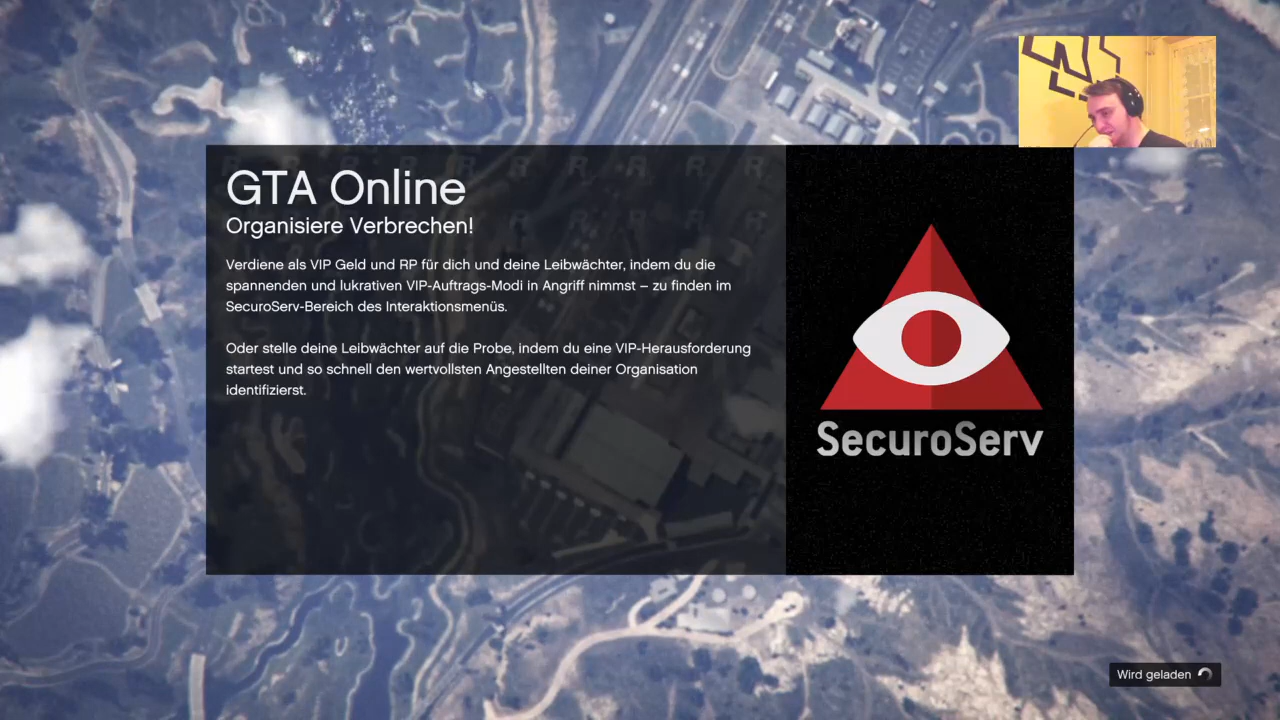 GTA Online
Organisiere Verbrechen!
Verdiene als VIP Geld und RP für dich und deine Leibwächter, indem du die
spannenden und lukrativen VIP-Auftrags-Modi in Angriff nimmst – zu finden im
SecuroServ-Bereich des Interaktionsmenüs.
Oder stelle deine Leibwächter auf die Probe, indem du eine VIP-Herausforderung
startest und so schnell den wertvollsten Angestellten deiner Organisation
identifizierst.
SecuroServ
Wird geladen